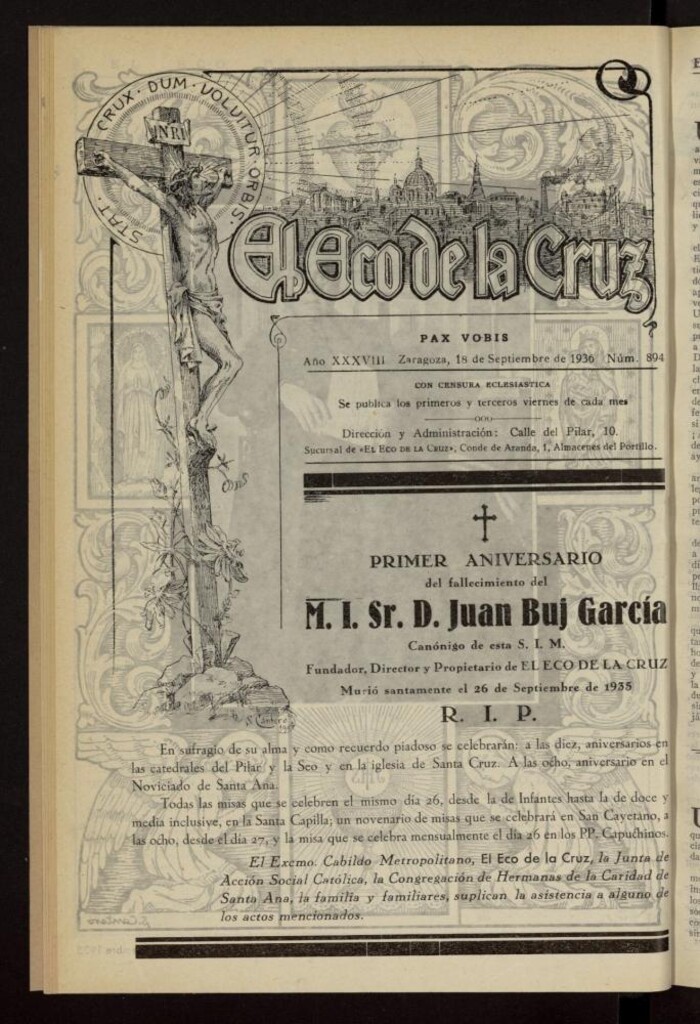 STAT · CRUX · DUM · VOLVITUR ORBIS ·
INRI
El Eco de la Cruz
PAX VOBIS
Año XXXVIII Zaragoza, 18 de Septiembre de 1936 Núm. 894
CON CENSURA ECLESIASTICA
Se publica los primeros y terceros viernes de cada mes
Dirección y Administración: Calle del Pilar, 10.
Sucursal de «EL ECO DE LA CRUZ», Conde de Aranda, 1, Almacenes del Portillo.
PRIMER ANIVERSARIO
del fallecimiento del
M. I. Sr. D. Juan Buj García
Canónigo de esta S. I. M.
Fundador, Director y Propietario de EL ECO DE LA CRUZ
Murió santamente el 26 de Septiembre de 1935
R. I. P.
En sufragio de su alma y como recuerdo piadoso se celebrarán: a las diez, aniversarios en
las catedrales del Pilar y la Seo y en la iglesia de Santa Cruz. A las ocho, aniversario en el
Noviciado de Santa Ana.
Todas las misas que se celebren el mismo día 26, desde la de Infantes hasta la de doce y
media inclusive, en la Santa Capilla; un novenario de misas que se celebrará en San Cayetano, a
las ocho, desde el día 27, y la misa que se celebra mensualmente el día 26 en los PP. Capuchinos.
El Excmo. Cabildo Metropolitano, El Eco de la Cruz, la Junta de
Acción Social Católica, la Congregación de Hermanas de la Caridad de
Santa Ana, la familia y familiares, suplican la asistencia a alguno de
los actos mencionados.